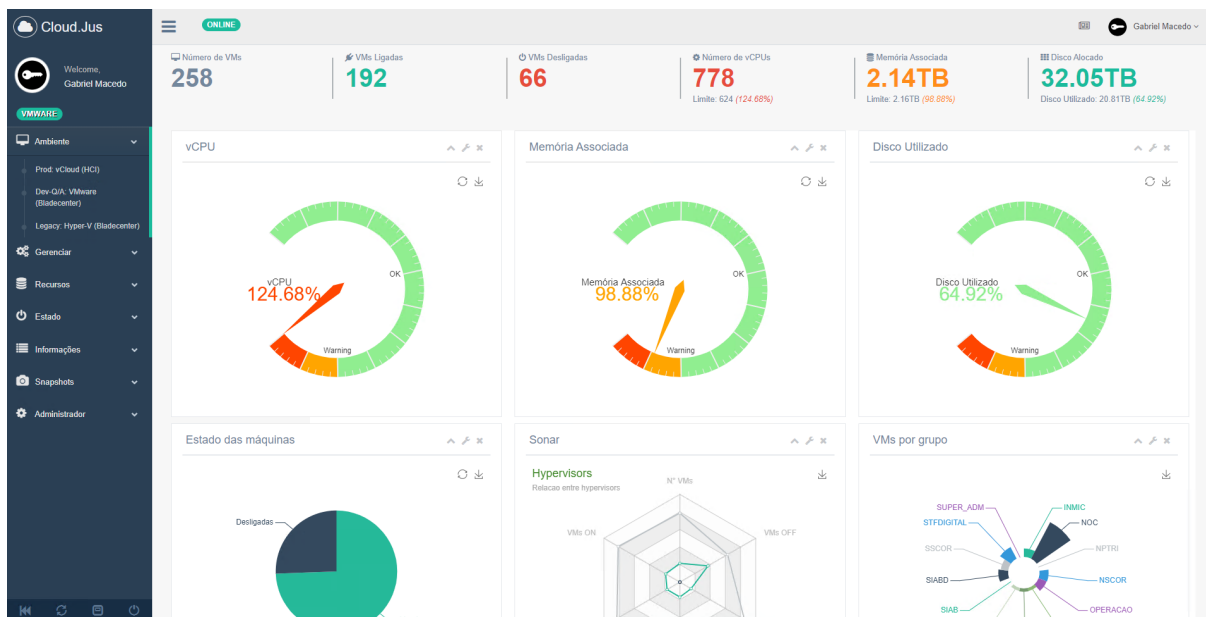 Cloud.Jus
Welcome,
Gabriel Macedo
VMWARE
Ambiente
Prod: vCloud (HCI)
Dev-Q/A: VMware
(Bladecenter)
Legacy: Hyper-V (Bladecenter)
Gerenciar
Recursos
Estado
Informações
Snapshots
Administrador
ONLINE
Gabriel Macedo
Número de VMs
258
VMs Ligadas
192
VMs Desligadas
66
Número de vCPUs
778
Limite: 624 (124.68%)
Memória Associada
2.14TB
Limite: 2.16TB (98.88%)
Disco Alocado
32.05TB
Disco Utilizado: 20.81TB (64.92%)
vCPU
OK
vCPU
124.68%
Warning
Memória Associada
OK
Memória Associada
98.88%
Warning
Disco Utilizado
OK
Disco Utilizado
64.92%
Warning
Estado das máquinas
Desligadas
Sonar
Hypervisors
Relacao entre hypervisors
N° VMs
VMs ON
VMs OFF
VMs por grupo
SUPER_ADM
INMIC
STFDIGITAL
NOC
SSCOR
NPTRI
SIABD
NSCOR
SIAB
OPERACAO